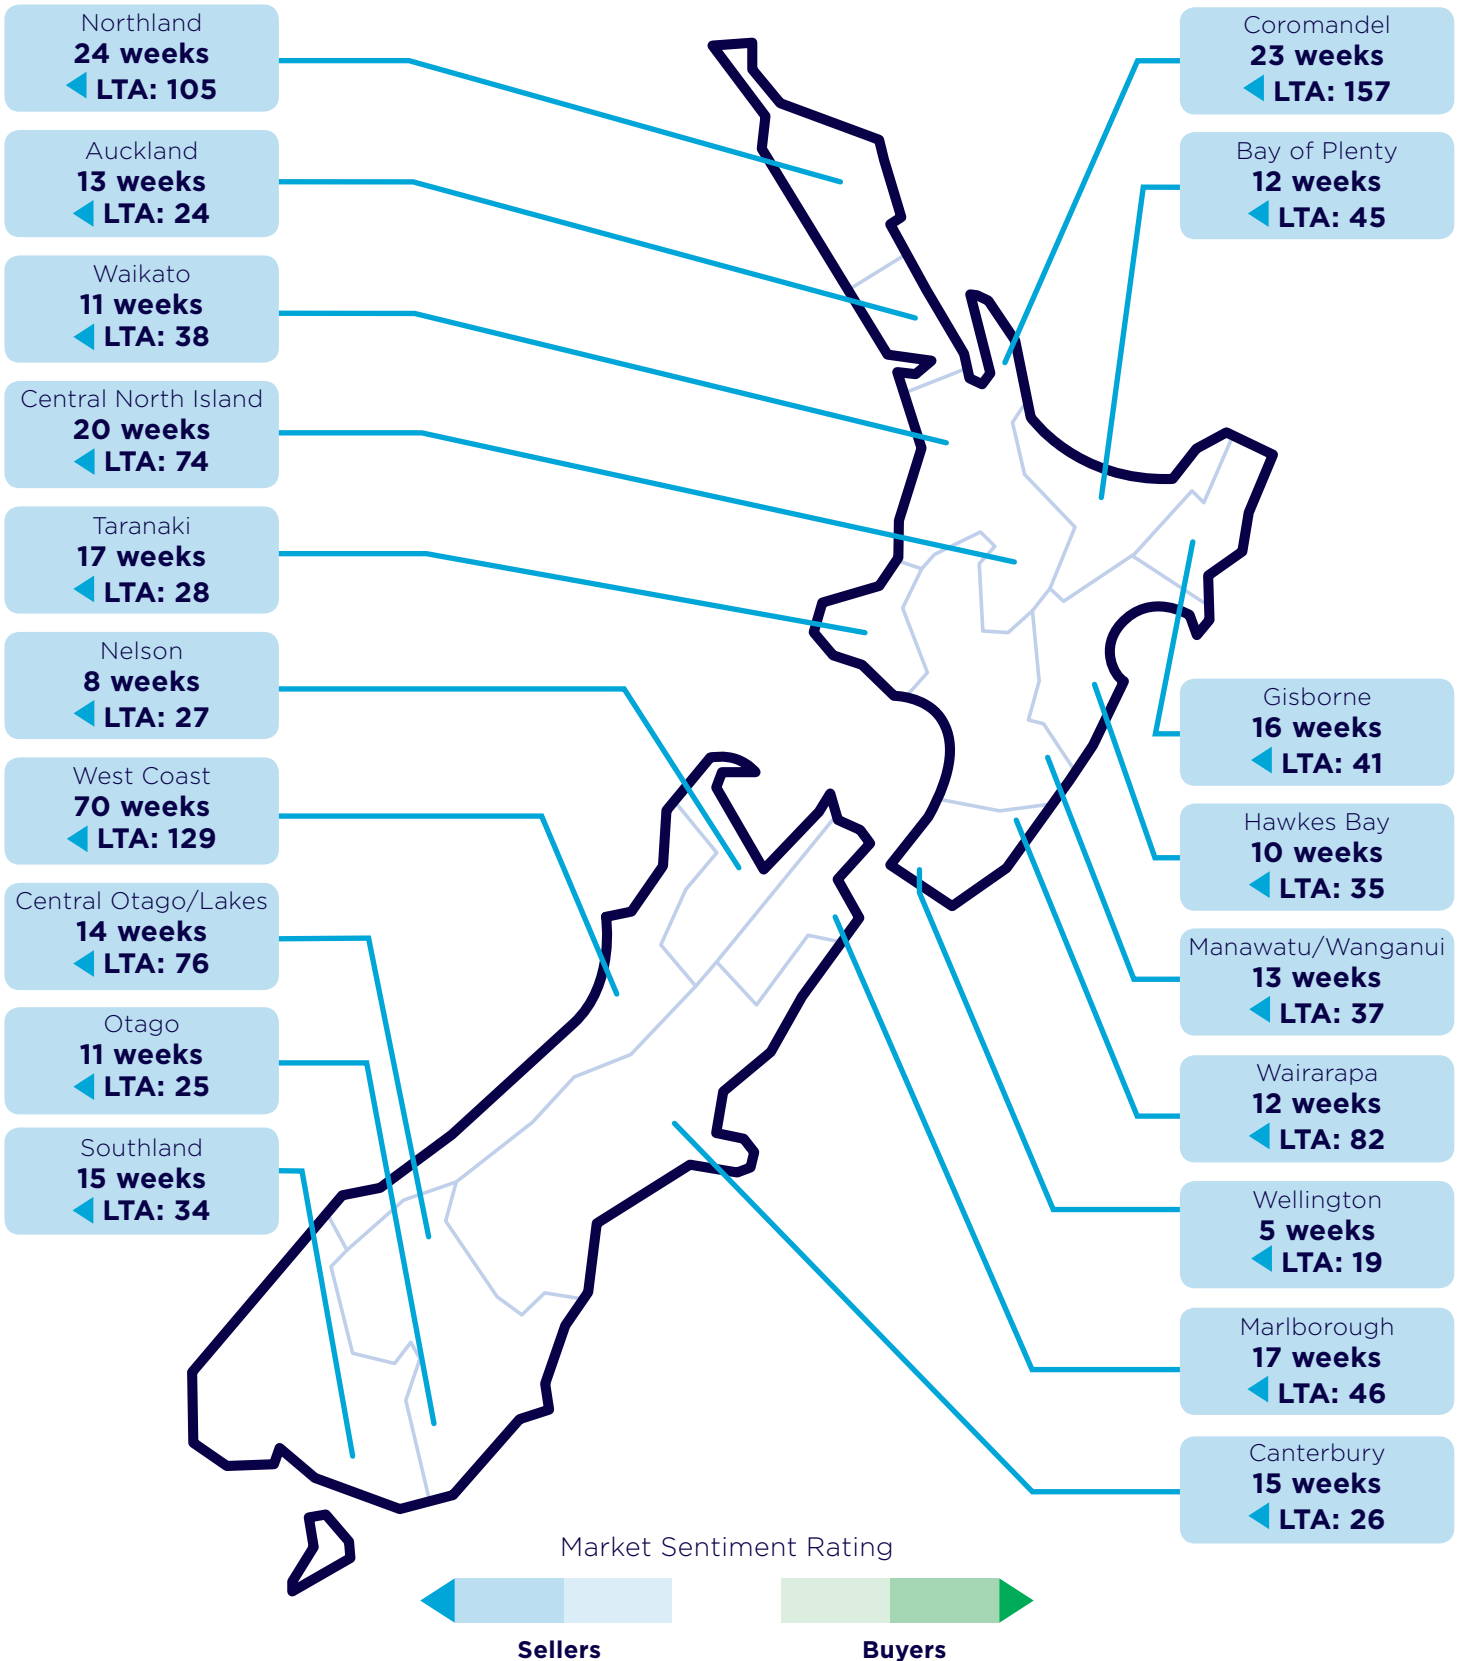 Northland
24 weeks
LTA: 105
Auckland
13 weeks
LTA: 24
Waikato
11 weeks
LTA: 38
Central North Island
20 weeks
LTA: 74
Taranaki
17 weeks
LTA: 28
Nelson
8 weeks
LTA: 27
West Coast
70 weeks
LTA: 129
Central Otago/Lakes
14 weeks
LTA: 76
Otago
11 weeks
LTA: 25
Southland
15 weeks
LTA: 34
Coromandel
23 weeks
LTA: 157
Bay of Plenty
12 weeks
LTA: 45
Gisborne
16 weeks
LTA: 41
Hawkes Bay
10 weeks
LTA: 35
Manawatu/Wanganui
13 weeks
LTA: 37
Wairarapa
12 weeks
LTA: 82
Wellington
5 weeks
LTA: 19
Marlborough
17 weeks
LTA: 46
Canterbury
15 weeks
LTA: 26
Market Sentiment Rating
Sellers
Buyers